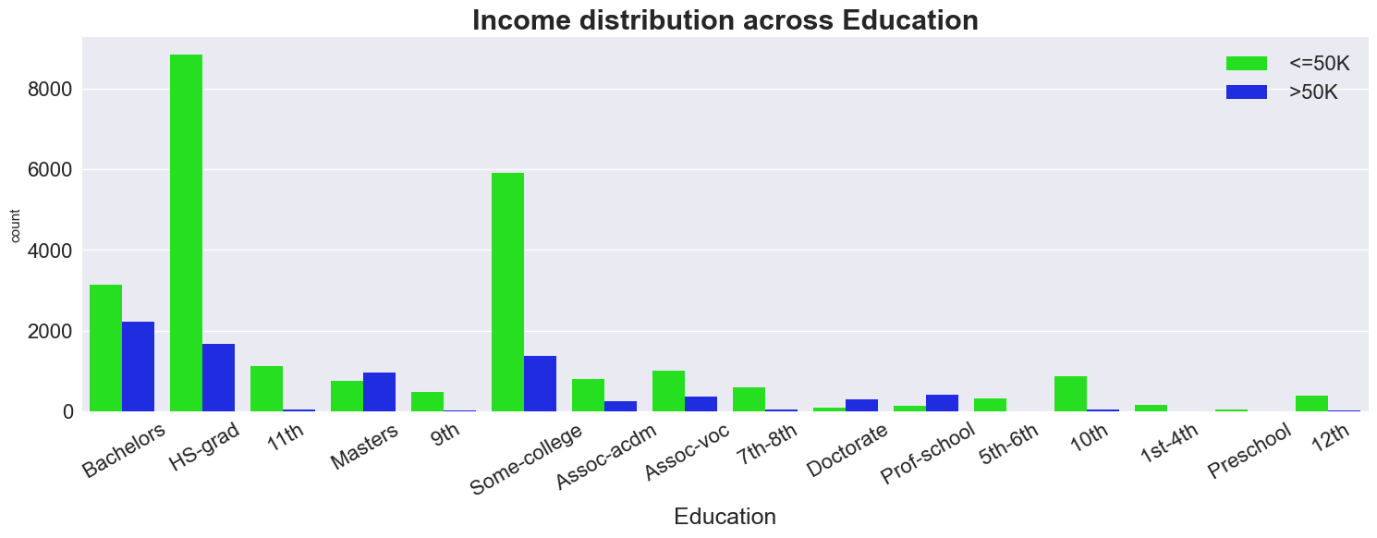 Income distribution across Education
<=50K
>50K
8000
6000
4000
2000
0
count
Bachelors
HS-grad
11th
Masters
9th
Some-college
Assoc-acdm
Assoc-voc
7th-8th
Doctorate
Prof-school
5th-6th
10th
1st-4th
Preschool
12th
Education